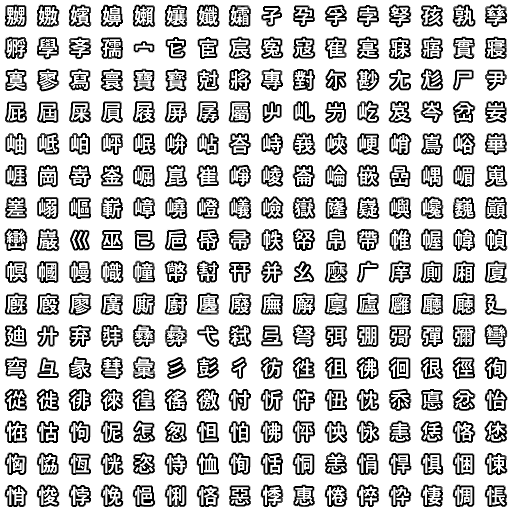 嬲嫐嬪嬶嬾孃孅孀孑孕孚孛孥孩孰孳
孵學斈孺宀它宦宸寃寇寉寔寐寤實寢
寞寥寫寰寶寳尅將專對尓尠尢尨尸尹
屁屆屎屓屐屏孱屬屮乢屶屹岌岑岔妛
岫岻岶岼岷峅岾峇峙峩峽峺峭嶌峪崋
崕崗嵜崟崛崑崔崢崚崙崘嵌嵒嵎嵋嵬
嵳嵶嶇嶄嶂嶢嶝嶬嶮嶽嶐嶷嶼巉巍巓
巒巖巛巫已巵帋帚帙帑帛帶帷幄幃幀
幎幗幔幟幢幤幇幵并幺麼广庠廁廂廈
廐廏廖廣廝廚廛廢廡廨廩廬廱廳廰廴
廸廾弃弉彝彜弋弑弖弩弭弸彁彈彌彎
弯彑彖彗彙彡彭彳彷徃徂彿徊很徑徇
從徙徘徠徨徭徼忖忻忤忸忱忝悳忿怡
恠怙怐怩怎怱怛怕怫怦怏怺恚恁恪恷
恟恊恆恍恣恃恤恂恬恫恙悁悍惧悃悚
悄悛悖悗悒悧悋惡悸惠惓悴忰悽惆悵